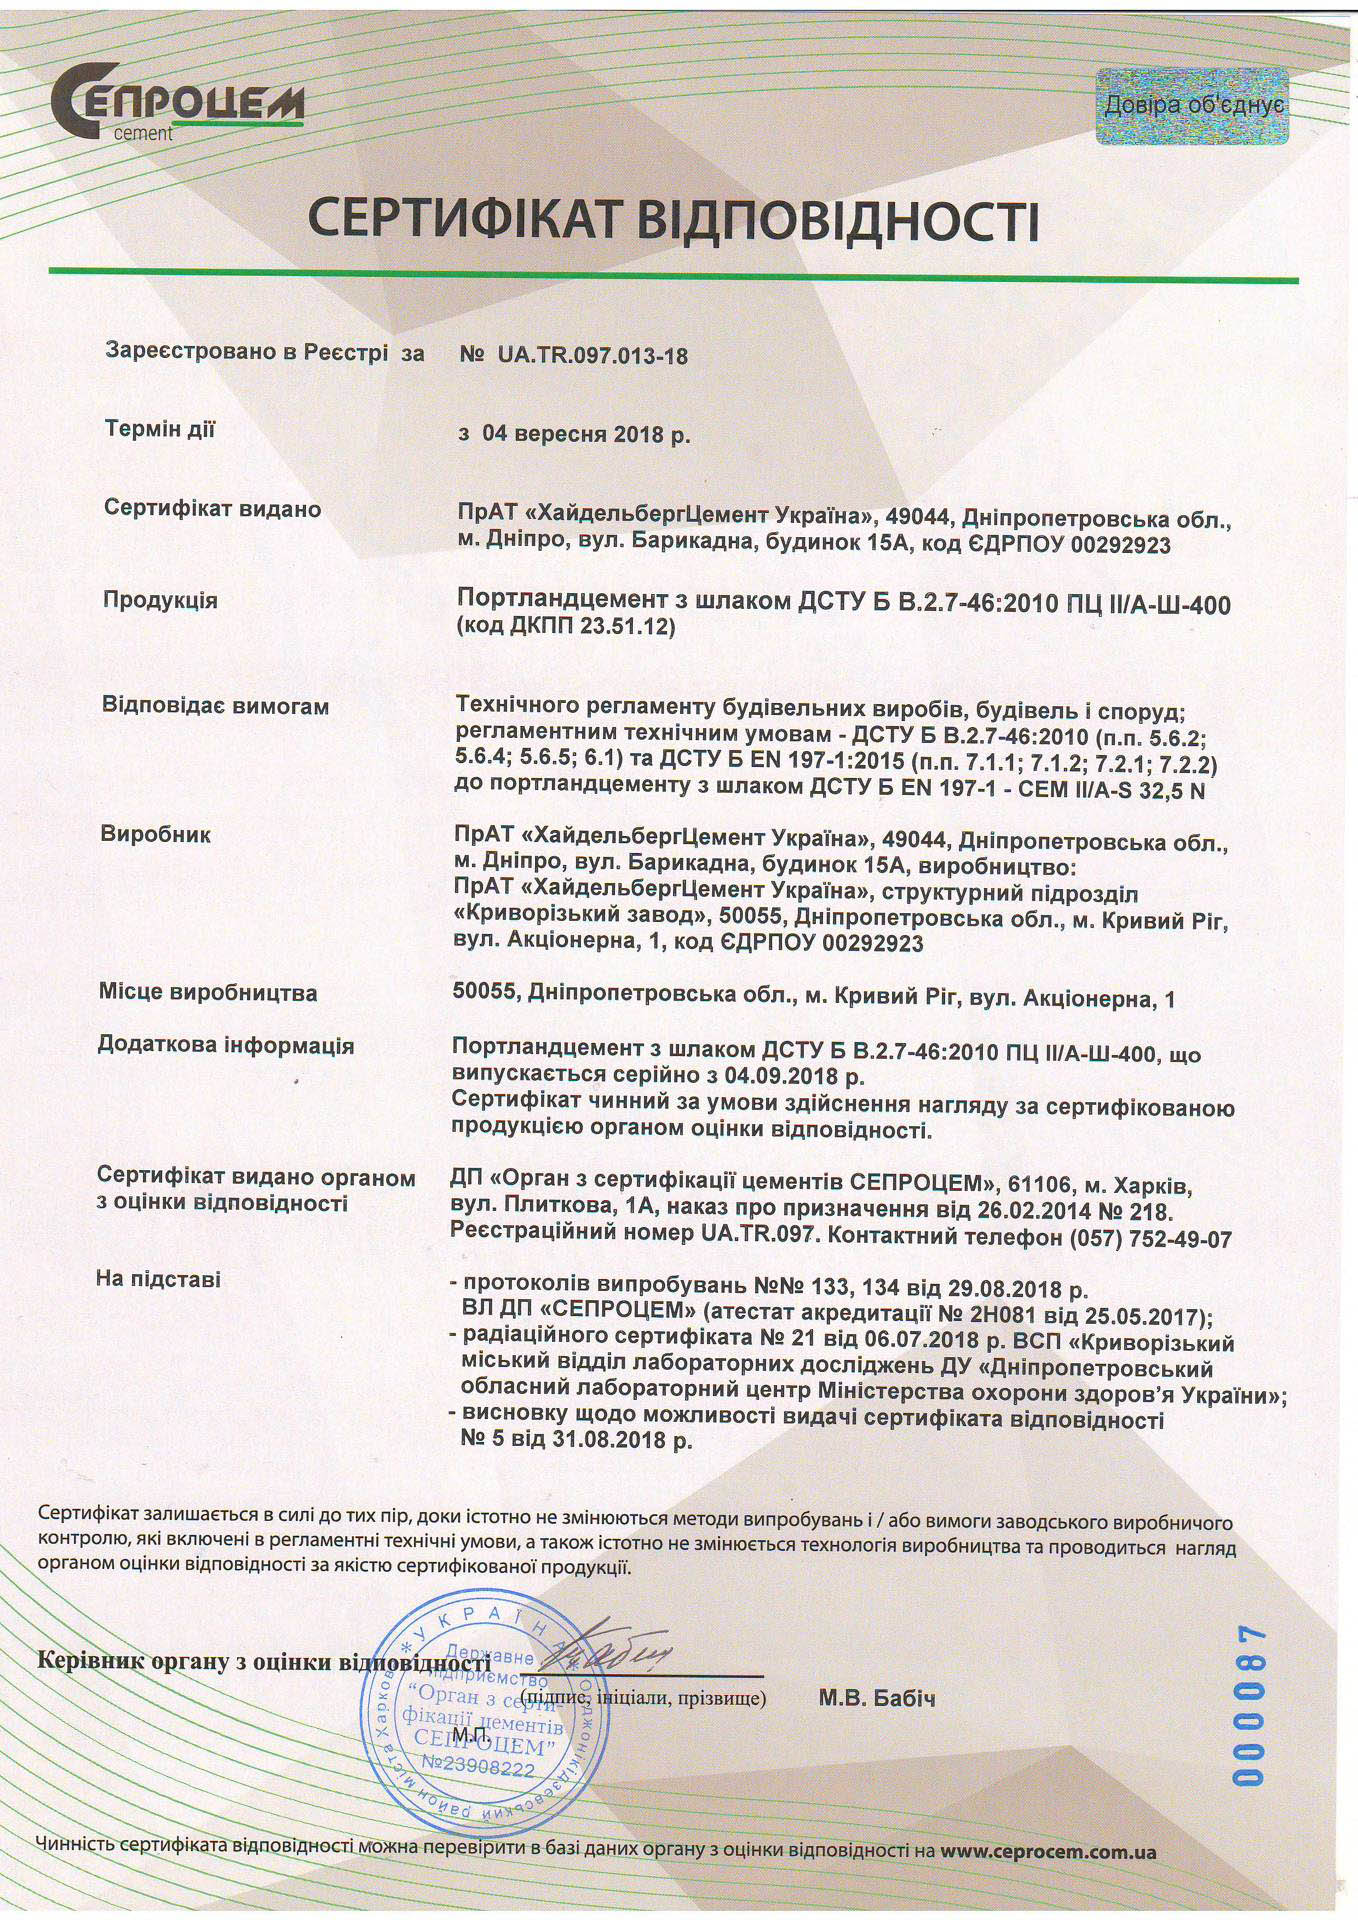 СЕПРОЦЕМ
cement
Довіра об'єднує
СЕРТИФІКАТ ВІДПОВІДНОСТІ
Зареєстровано в Реєстрі за № UA.TR.097.013-18
Термін дії з 04 вересня 2018 р.
Сертифікат видано ПрАТ «ХайдельбергЦемент Україна», 49044, Дніпропетровська обл.,
м. Дніпро, вул. Барикадна, будинок 15А, код ЄДРПОУ 00292923
Продукція Портландцемент з шлаком ДСТУ Б В.2.7-46:2010 ПЦ ІІ/А-Ш-400
(код ДКПП 23.51.12)
Відповідає вимогам Технічного регламенту будівельних виробів, будівель і споруд;
регламентним технічним умовам - ДСТУ Б В.2.7-46:2010 (п.п. 5.6.2;
5.6.4; 5.6.5; 6.1) та ДСТУ Б EN 197-1:2015 (п.п. 7.1.1; 7.1.2; 7.2.1; 7.2.2)
до портландцементу з шлаком ДСТУ Б EN 197-1 - CEM II/A-S 32,5 N
Виробник ПрАТ «ХайдельбергЦемент Україна», 49044, Дніпропетровська обл.,
м. Дніпро, вул. Барикадна, будинок 15А, виробництво:
ПрАТ «ХайдельбергЦемент Україна», структурний підрозділ
«Криворізький завод», 50055, Дніпропетровська обл., м. Кривий Ріг,
вул. Акціонерна, 1, код ЄДРПОУ 00292923
Місце виробництва 50055, Дніпропетровська обл., м. Кривий Ріг, вул. Акціонерна, 1
Додаткова інформація Портландцемент з шлаком ДСТУ Б В.2.7-46:2010 ПЦ ІІ/А-Ш-400, що
випускається серійно з 04.09.2018 р.
Сертифікат чинний за умови здійснення нагляду за сертифікованою
продукцією органом оцінки відповідності.
Сертифікат видано органом ДП «Орган з сертифікації цементів СЕПРОЦЕМ», 61106, м. Харків,
з оцінки відповідності вул. Плиткова, 1А, наказ про призначення від 26.02.2014 № 218.
Реєстраційний номер UA.TR.097. Контактний телефон (057) 752-49-07
На підставі - протоколів випробувань №№ 133, 134 від 29.08.2018 р.
ВЛ ДП «СЕПРОЦЕМ» (атестат акредитації № 2Н081 від 25.05.2017);
- радіаційного сертифіката № 21 від 06.07.2018 р. ВСП «Криворізький
міський відділ лабораторних досліджень ДУ «Дніпропетровський
обласний лабораторний центр Міністерства охорони здоров’я України»;
- висновку щодо можливості видачі сертифіката відповідності
№ 5 від 31.08.2018 р.
Сертифікат залишається в силі до тих пір, доки істотно не змінюються методи випробувань і / або вимоги заводського виробничого
контролю, які включені в регламентні технічні умови, а також істотно не змінюється технологія виробництва та проводиться нагляд
органом оцінки відповідності за якістю сертифікованої продукції.
Керівник органу з оцінки відповідності
(підпис, ініціали, прізвище) М.В. Бабіч
М.П.
* УКРАЇНА * Орджонікідзевський район міста Харкова
Державне
підприємство
“Орган з серти-
фікації цементів
СЕПРОЦЕМ”
№23908222
000087
Чинність сертифіката відповідності можна перевірити в базі даних органу з оцінки відповідності на www.ceprocem.com.ua